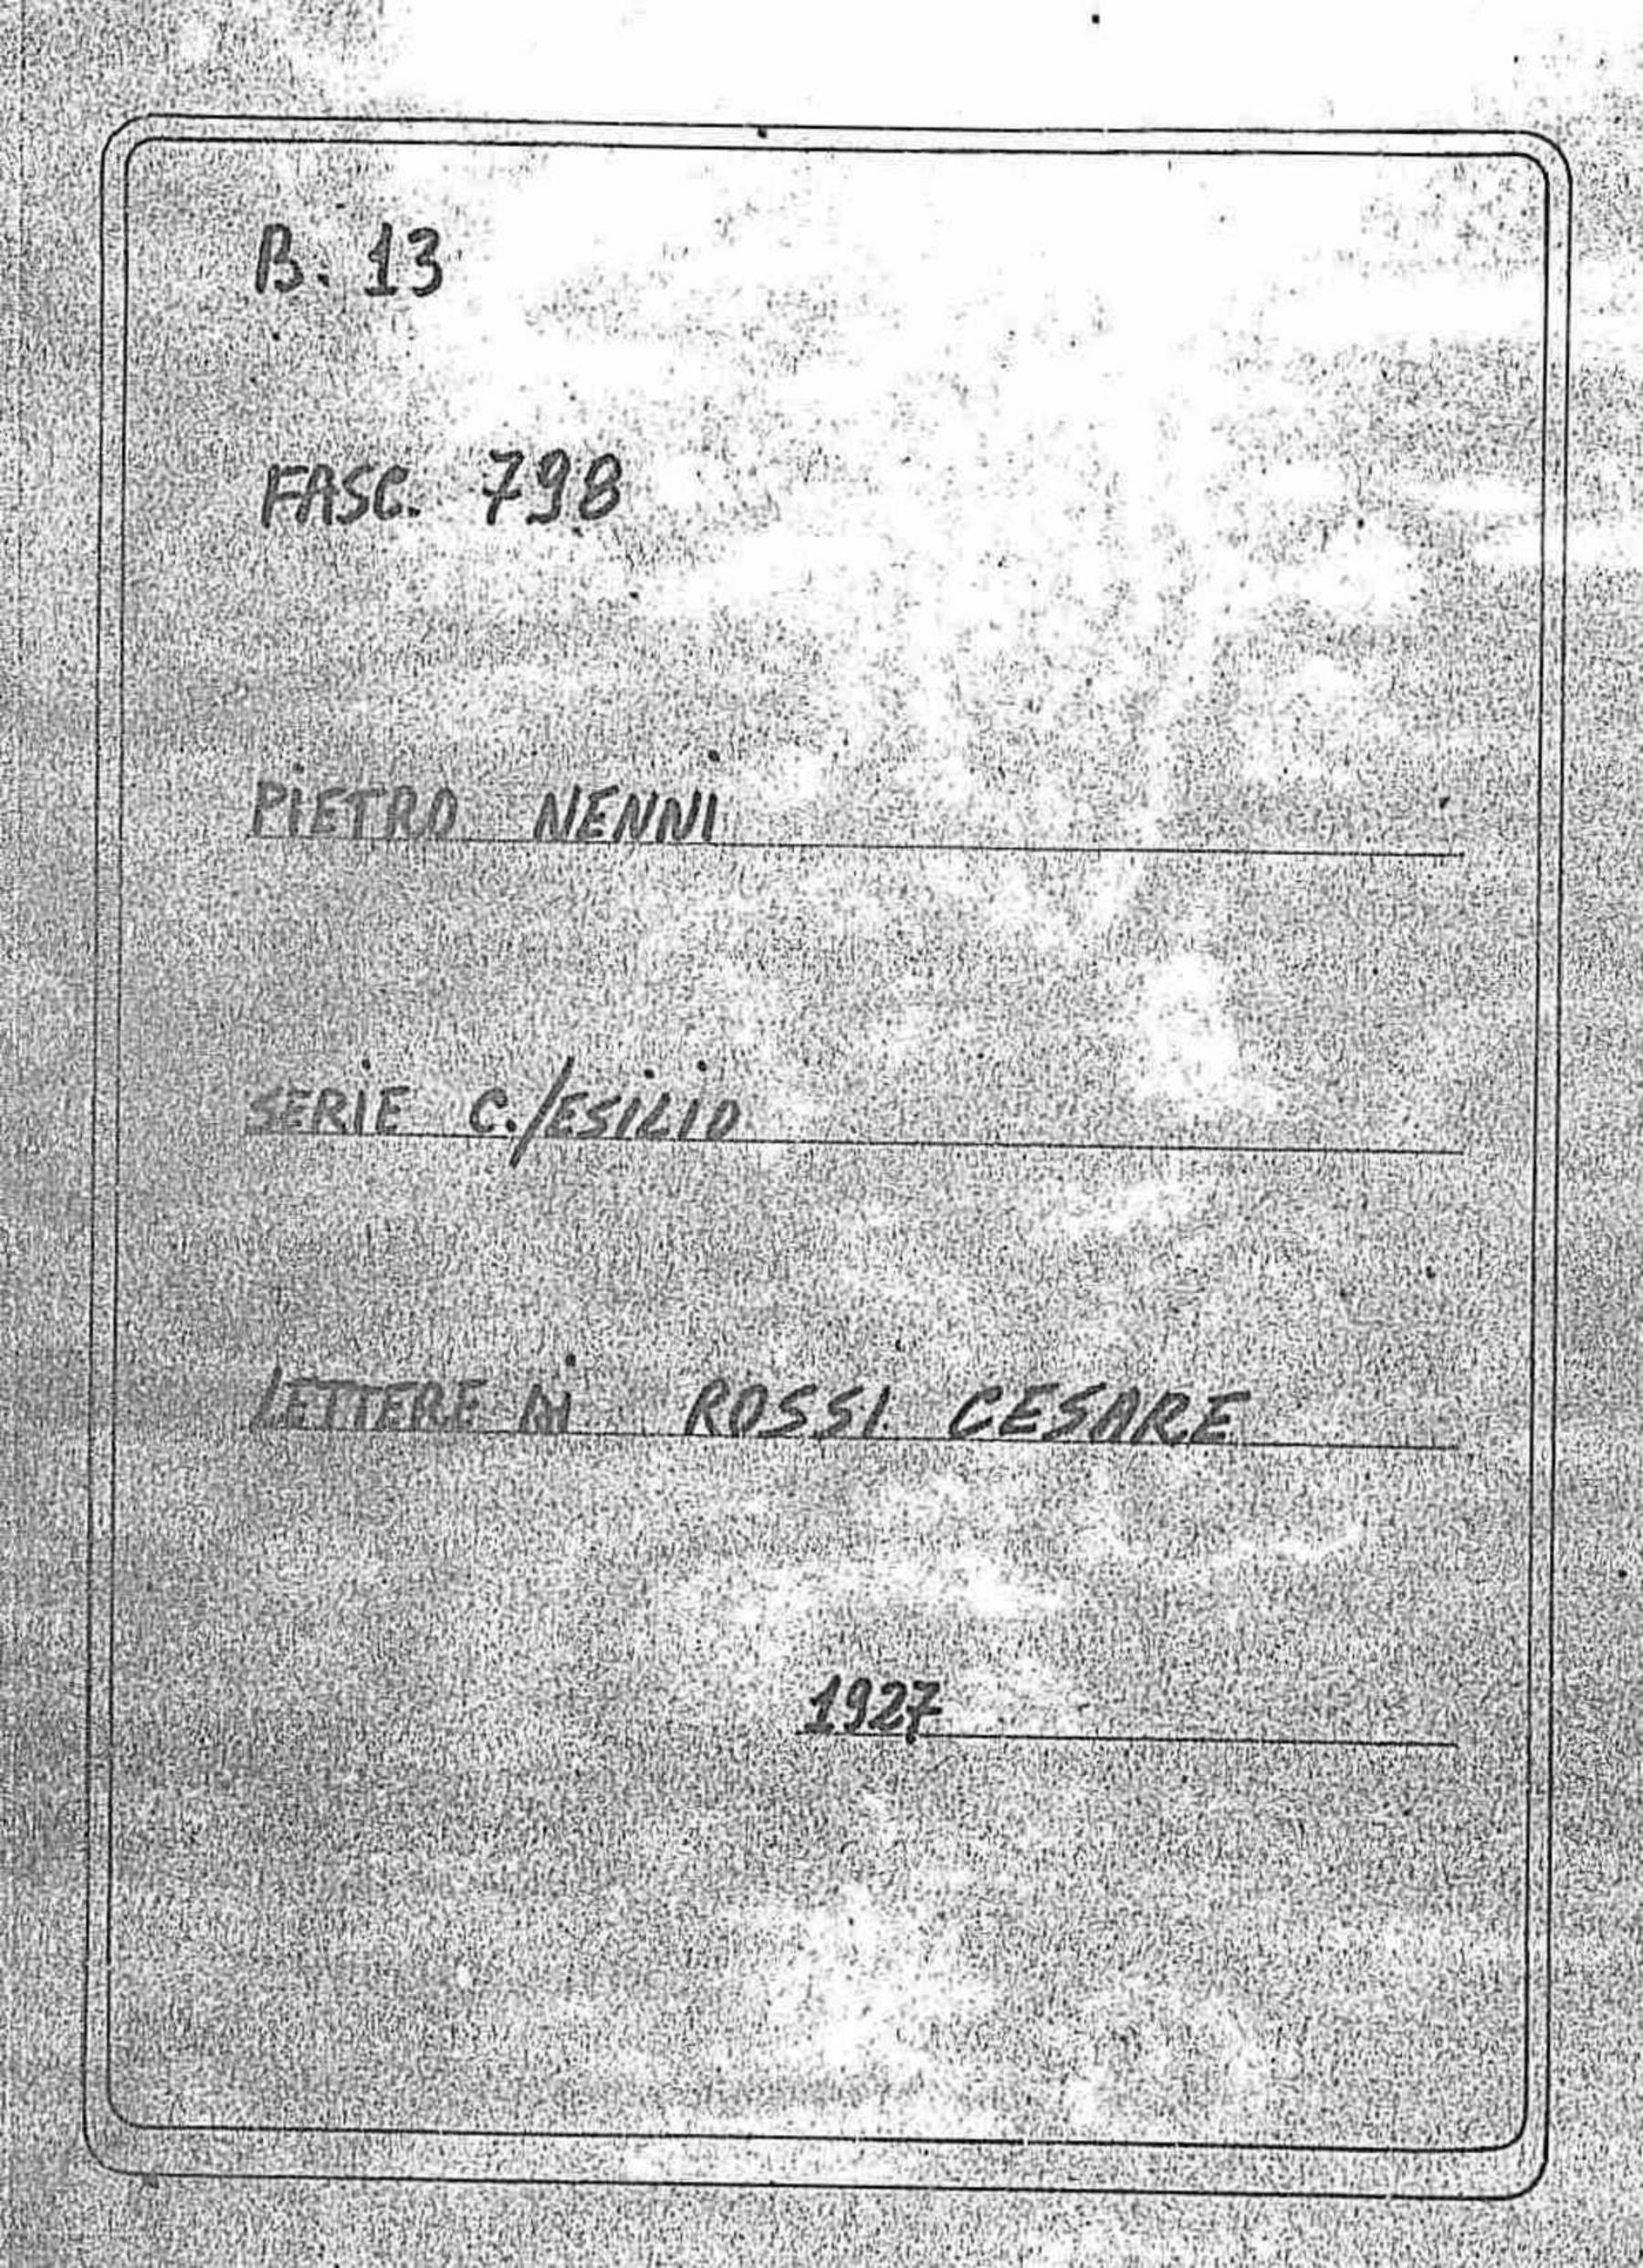 B. 13
FASC. 798
PIETRO NENNI
SERIE C./ESILIO
LETTERE DI ROSSI CESARE
1927